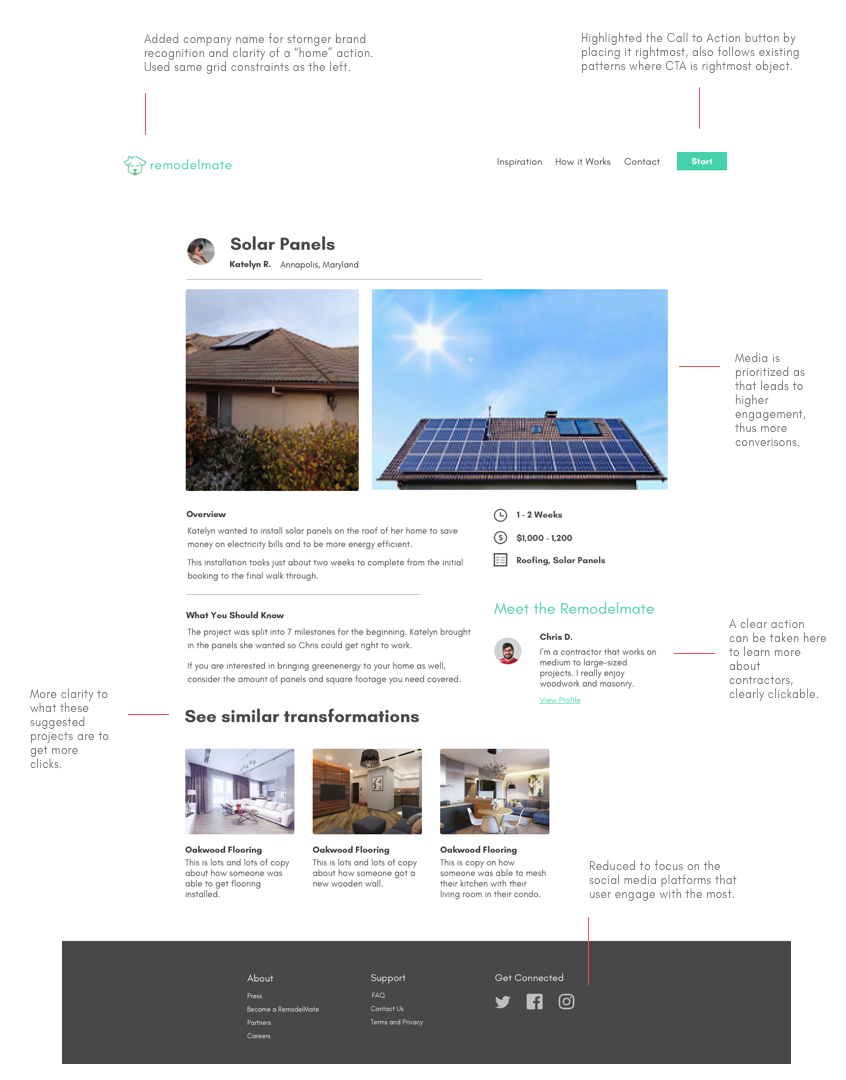 Added company name for stornger brand
recognition and clarity of a “home” action.
Used same grid constraints as the left.
Highlighted the Call to Action button by
placing it rightmost, also follows existing
patterns where CTA is rightmost object.
remodelmate
Inspiration How it Works Contact Start
Solar Panels
Katelyn R. Annapolis, Maryland
Media is
prioritized as
that leads to
higher
engagement,
thus more
converisons.
Overview
Katelyn wanted to install solar panels on the roof of her home to save
money on electricity bills and to be more energy efficient.
This installation tooks just about two weeks to complete from the initial
booking to the final walk through.
1 - 2 Weeks
$1,000 - 1,200
Roofing, Solar Panels
What You Should Know
The project was split into 7 milestones for the beginning. Katelyn brought
in the panels she wanted so Chris could get right to work.
If you are interested in bringing greenenergy to your home as well,
consider the amount of panels and square footage you need covered.
Meet the Remodelmate
Chris D.
I’m a contractor that works on
medium to large-sized
projects. I really enjoy
woodwork and masonry.
View Profile
A clear action
can be taken here
to learn more
about
contractors,
clearly clickable.
More clarity to
what these
suggested
projects are to
get more
clicks.
See similar transformations
Oakwood Flooring
This is lots and lots of copy
about how someone was
able to get flooring
installed.
Oakwood Flooring
This is lots and lots of copy
about how someone got a
new wooden wall.
Oakwood Flooring
This is copy on how
someone was able to mesh
their kitchen with their
living room in their condo.
Reduced to focus on the
social media platforms that
user engage with the most.
About
Press
Become a RemodelMate
Partners
Careers
Support
FAQ
Contact Us
Terms and Privacy
Get Connected